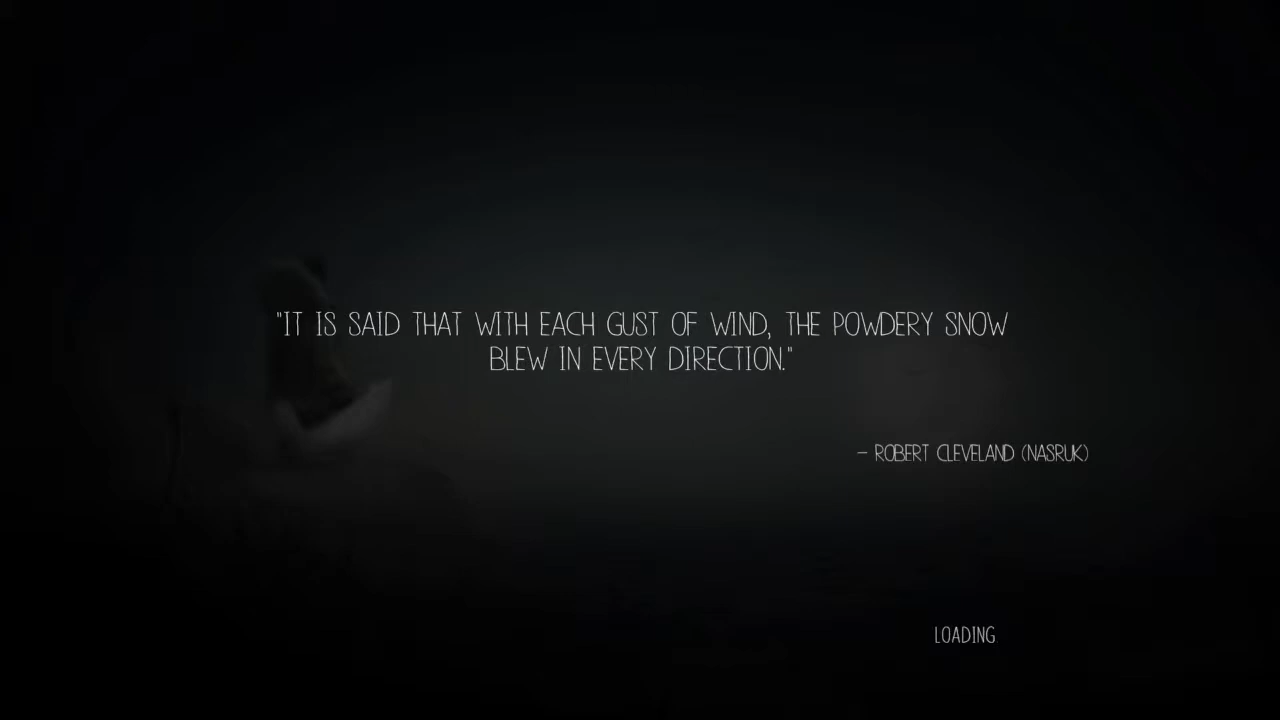 "IT IS SAID THAT WITH EACH GUST OF WIND, THE POWDERY SNOW
BLEW IN EVERY DIRECTION."
— ROBERT CLEVELAND (NASRUK)
LOADING